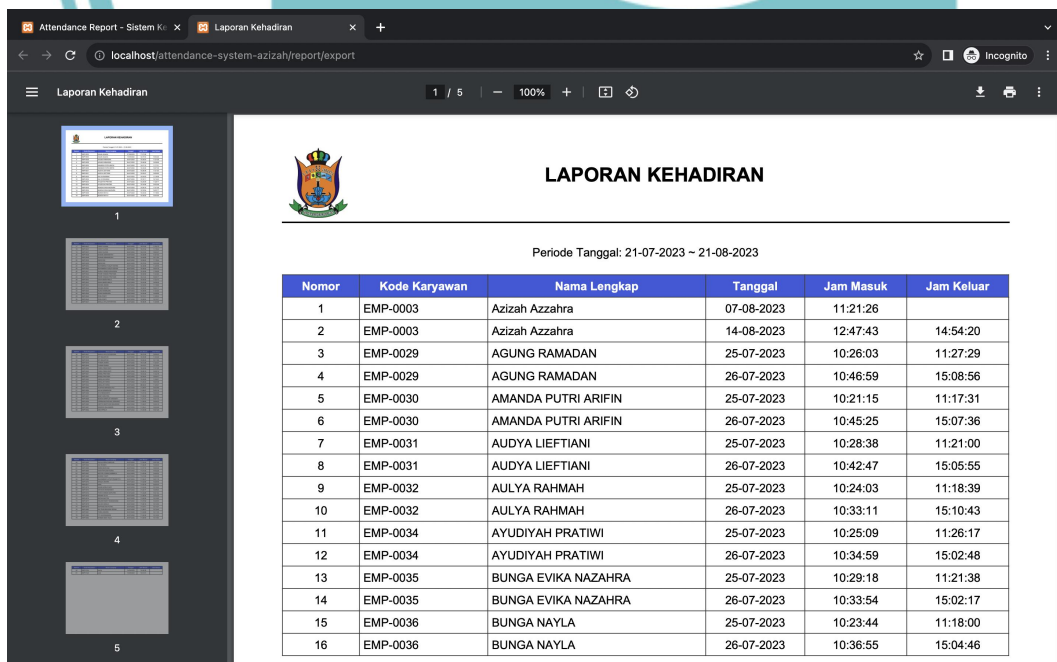 Attendance Report - Sistem Ke
Laporan Kehadiran
localhost/attendance-system-azizah/report/export
Incognito
Laporan Kehadiran
1 / 5
100%
1
2
3
4
5
LAPORAN KEHADIRAN
Periode Tanggal: 21-07-2023 ~ 21-08-2023
Nomor Kode Karyawan Nama Lengkap Tanggal Jam Masuk Jam Keluar
1 EMP-0003 Azizah Azzahra 07-08-2023 11:21:26
2 EMP-0003 Azizah Azzahra 14-08-2023 12:47:43 14:54:20
3 EMP-0029 AGUNG RAMADAN 25-07-2023 10:26:03 11:27:29
4 EMP-0029 AGUNG RAMADAN 26-07-2023 10:46:59 15:08:56
5 EMP-0030 AMANDA PUTRI ARIFIN 25-07-2023 10:21:15 11:17:31
6 EMP-0030 AMANDA PUTRI ARIFIN 26-07-2023 10:45:25 15:07:36
7 EMP-0031 AUDYA LIEFTIANI 25-07-2023 10:28:38 11:21:00
8 EMP-0031 AUDYA LIEFTIANI 26-07-2023 10:42:47 15:05:55
9 EMP-0032 AULYA RAHMAH 25-07-2023 10:24:03 11:18:39
10 EMP-0032 AULYA RAHMAH 26-07-2023 10:33:11 15:10:43
11 EMP-0034 AYUDIYAH PRATIWI 25-07-2023 10:25:09 11:26:17
12 EMP-0034 AYUDIYAH PRATIWI 26-07-2023 10:34:59 15:02:48
13 EMP-0035 BUNGA EVIKA NAZAHRA 25-07-2023 10:29:18 11:21:38
14 EMP-0035 BUNGA EVIKA NAZAHRA 26-07-2023 10:33:54 15:02:17
15 EMP-0036 BUNGA NAYLA 25-07-2023 10:23:44 11:18:00
16 EMP-0036 BUNGA NAYLA 26-07-2023 10:36:55 15:04:46